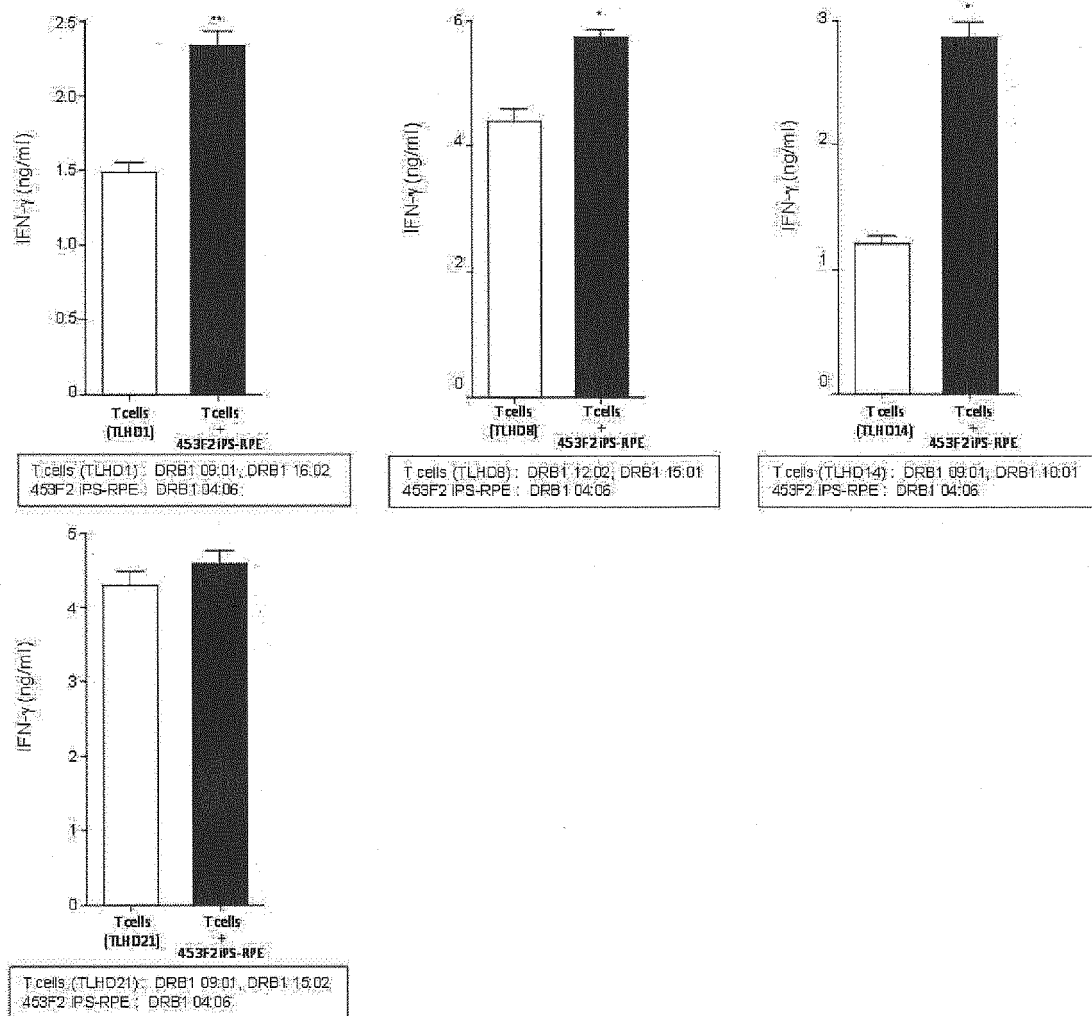 2.5
2.0
1.5
1.0
0.5
0
IFN-γ (ng/ml)
**
T cells
(TLHD1)
T cells
+
453F2 iPS-RPE
T cells (TLHD1) : DRB1 09:01, DRB1 16:02
453F2 iPS-RPE : DRB1 04:06
6
4
2
0
IFN-γ (ng/ml)
*
T cells
(TLHD8)
T cells
+
453F2 iPS-RPE
T cells (TLHD8) : DRB1 12:02, DRB1 15:01
453F2 iPS-RPE : DRB1 04:06
3
2
1
0
IFN-γ (ng/ml)
*
T cells
(TLHD14)
T cells
+
453F2 iPS-RPE
T cells (TLHD14) : DRB1 09:01, DRB1 10:01
453F2 iPS-RPE : DRB1 04:06
5
4
3
2
1
0
IFN-γ (ng/ml)
T cells
(TLHD21)
T cells
+
453F2 iPS-RPE
T cells (TLHD21) : DRB1 09:01, DRB1 15:02
453F2 iPS-RPE : DRB1 04:06